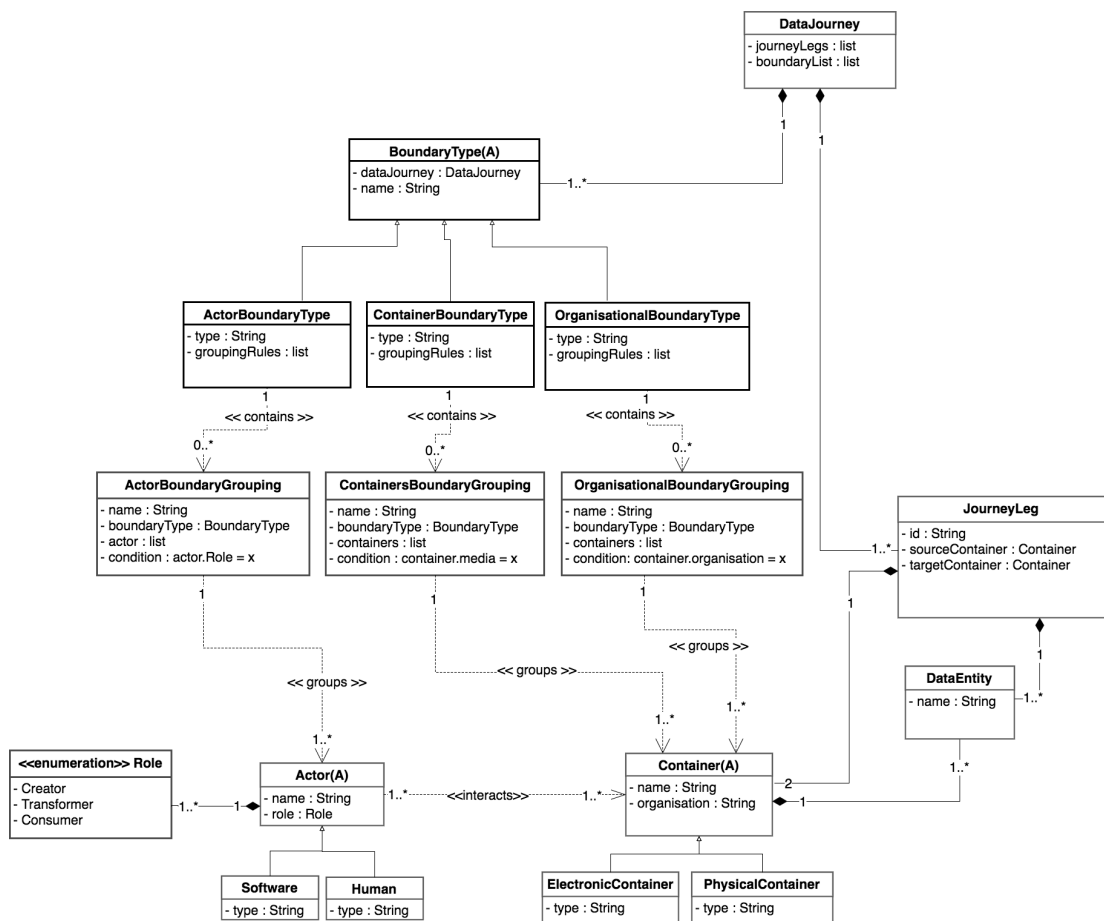 DataJourney
- journeyLegs : list
- boundaryList : list
1
1
BoundaryType(A)
- dataJourney : DataJourney
- name : String
1..*
ActorBoundaryType
- type : String
- groupingRules : list
ContainerBoundaryType
- type : String
- groupingRules : list
OrganisationalBoundaryType
- type : String
- groupingRules : list
1
<< contains >>
0..*
1
<< contains >>
0..*
1
<< contains >>
0..*
ActorBoundaryGrouping
- name : String
- boundaryType : BoundaryType
- actor : list
- condition : actor.Role = x
ContainersBoundaryGrouping
- name : String
- boundaryType : BoundaryType
- containers : list
- condition : container.media = x
OrganisationalBoundaryGrouping
- name : String
- boundaryType : BoundaryType
- containers : list
- condition: container.organisation = x
JourneyLeg
- id : String
- sourceContainer : Container
- targetContainer : Container
1..*
1
1
1
1
1
<< groups >>
<< groups >>
<< groups >>
1..*
1..*
1..*
DataEntity
- name : String
1..*
1..*
<<enumeration>> Role
- Creator
- Transformer
- Consumer
1..*
1
Actor(A)
- name : String
- role : Role
1..*
<<interacts>>
1..*
Container(A)
- name : String
- organisation : String
2
1
Software
- type : String
Human
- type : String
ElectronicContainer
- type : String
PhysicalContainer
- type : String